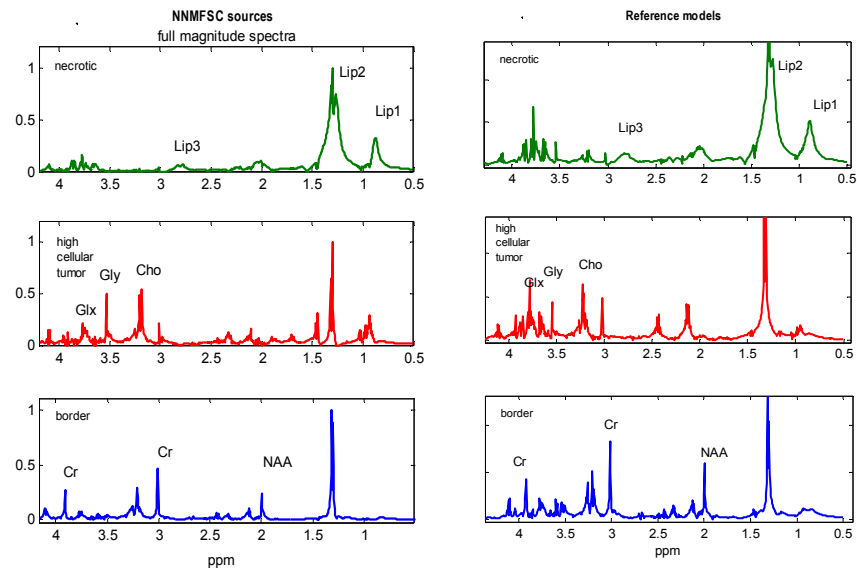 NNMFSC sources
full magnitude spectra
Reference models
necrotic
Lip2
Lip1
Lip3
1
0.5
0
4 3.5 3 2.5 2 1.5 1 0.5
necrotic
Lip2
Lip1
Lip3
4 3.5 3 2.5 2 1.5 1 0.5
high
cellular
tumor
Gly
Cho
Glx
1
0.5
0
4 3.5 3 2.5 2 1.5 1 0.5
high
cellular
tumor
Gly
Cho
Glx
4 3.5 3 2.5 2 1.5 1 0.5
border
Cr
Cr
NAA
1
0.5
0
4 3.5 3 2.5 2 1.5 1 0.5
ppm
border
Cr
Cr
NAA
4 3.5 3 2.5 2 1.5 1 0.5
ppm